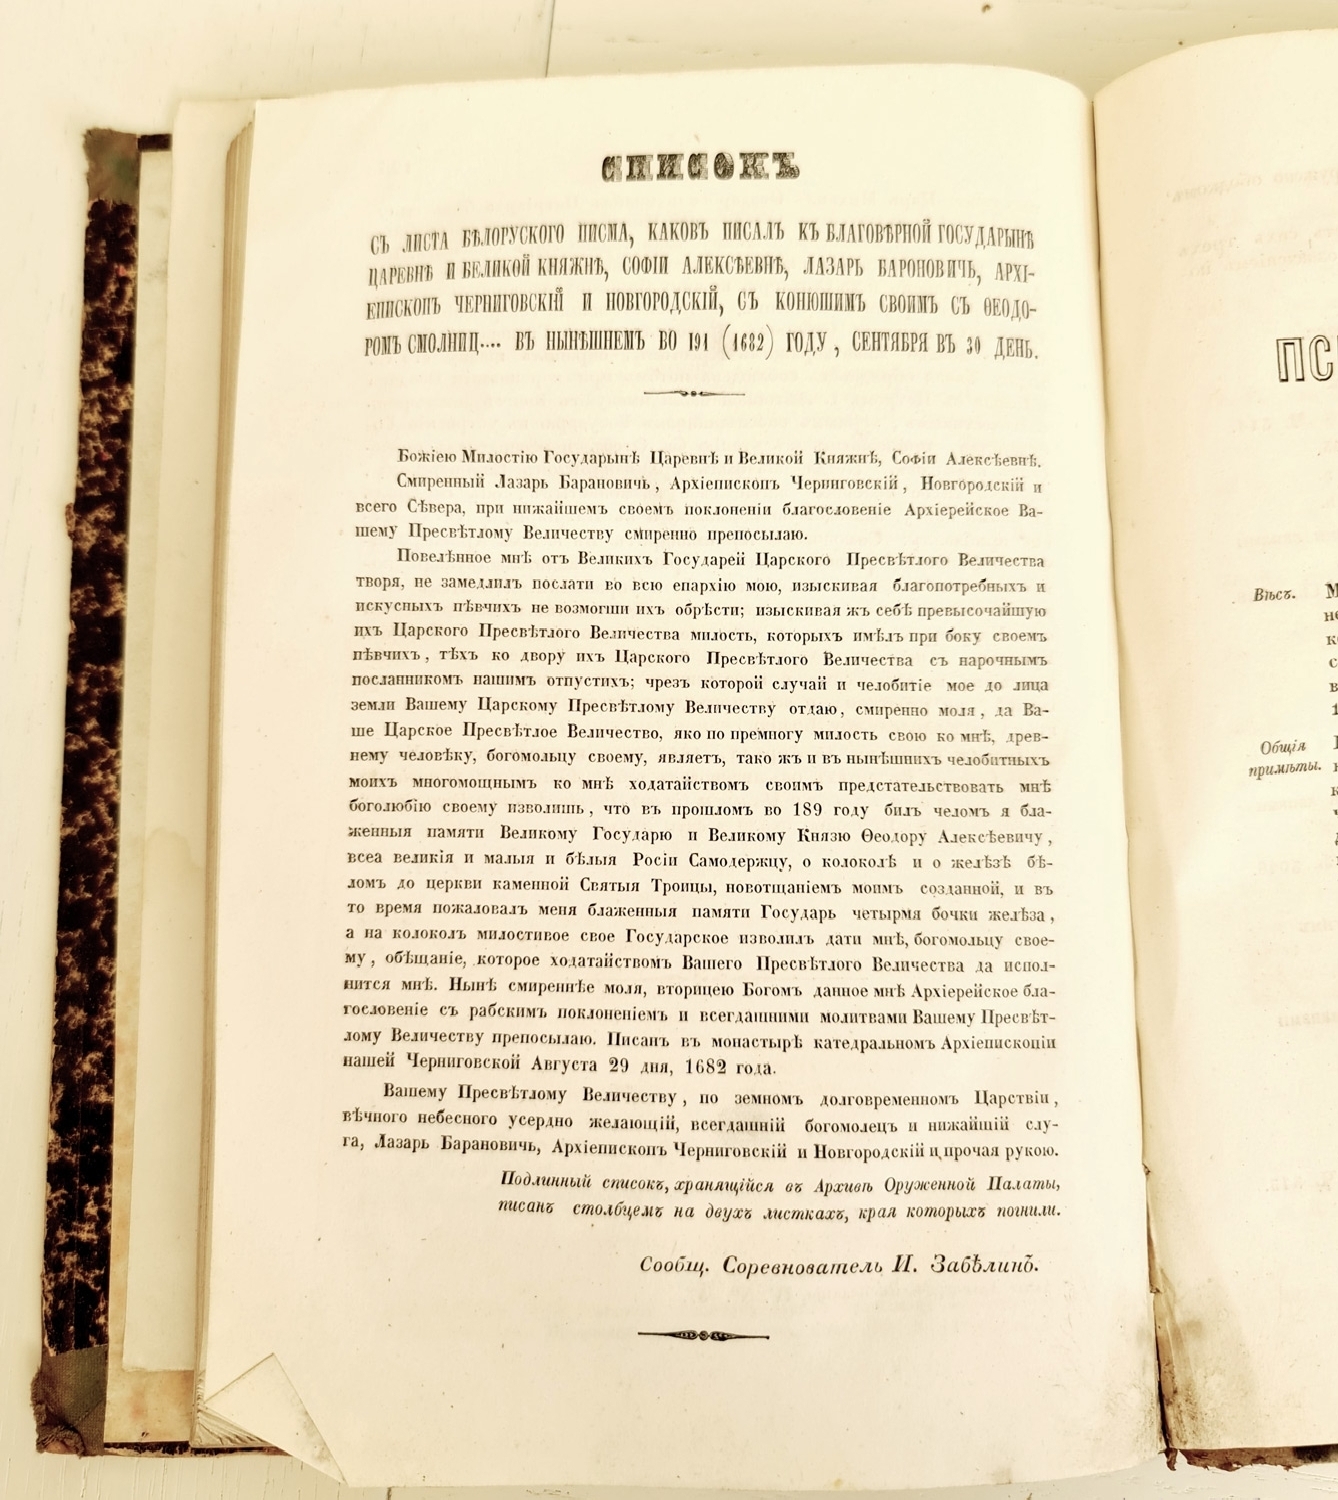 СПИСОКЪ
СЪ ЛИСТА БѢЛОРУСКОГО ПИСМА, КАКОВЪ ПИСАЛЪ КЪ БЛАГОВѢРНОЙ ГОСУДАРЫНѢ
ЦАРЕВНѢ И ВЕЛИКОЙ КНЯЖНѢ, СОФІИ АЛЕКСѢЕВНѢ, ЛАЗАРЬ БАРОНОВИЧЬ, АРХІ-
ЕПИСКОПЪ ЧЕРНИГОВСКІЙ И НОВГОРОДСКІЙ, СЪ КОНЮШИМЪ СВОИМЪ СЪ ѲЕОДО-
РОМЪ СМОЛНИЦ.... ВЪ НЫНѢШНЕМЪ ВО 191 (1682) ГОДУ, СЕНТЯБРЯ ВЪ 30 ДЕНЬ.
Божіею Милостію Государынѣ Царевнѣ и Великой Княжнѣ, Софіи Алексѣевнѣ.
Смиренный Лазарь Барановичь, Архіепископъ Черниговскій, Новгородскій и
всего Сѣвера, при нижайшемъ своемъ поклоненіи благословеніе Архіерейское Ва-
шему Пресвѣтлому Величеству смиренно препосылаю.
Повелѣнное мнѣ отъ Великихъ Государей Царского Пресвѣтлого Величества
творя, не замедлилъ послати во всю епархію мою, изыскивая благопотребныхъ и
искусныхъ пѣвчихъ не возмогши ихъ обрѣсти; изыскивая жъ себѣ превысочайшую
ихъ Царского Пресвѣтлого Величества милость, которыхъ имѣлъ при боку своемъ
пѣвчихъ, тѣхъ ко двору ихъ Царского Пресвѣтлого Величества съ нарочнымъ
посланникомъ нашимъ отпустихъ; чрезъ которой случай и челобитіе мое до лица
земли Вашему Царскому Пресвѣтлому Величеству отдаю, смиренно моля, да Ва-
ше Царское Пресвѣтлое Величество, яко по премногу милость свою ко мнѣ, древ-
нему человѣку, богомольцу своему, являетъ, тако жъ и въ нынѣшнихъ челобитныхъ
моихъ многомощнымъ ко мнѣ ходатайствомъ своимъ предстательствовать мнѣ
боголюбію своему изволишь, что въ прошломъ во 189 году билъ челомъ я бла-
женныя памяти Великому Государю и Великому Князю Ѳеодору Алексѣевичу,
всеа великія и малыя и бѣлыя Росіи Самодержцу, о колоколѣ и о желѣзѣ бѣ-
ломъ до церкви каменной Святыя Троицы, новотщаніемъ моимъ созданной, и въ
то время пожаловалъ меня блаженныя памяти Государь четырмя бочки желѣза,
а на колоколъ милостивое свое Государское изволилъ дати мнѣ, богомольцу свое-
му, обѣщаніе, которое ходатайствомъ Вашего Пресвѣтлого Величества да испол-
нится мнѣ. Нынѣ смиреннѣе моля, вторицею Богомъ данное мнѣ Архіерейское бла-
гословеніе съ рабскимъ поклоненіемъ и всегдашними молитвами Вашему Пресвѣт-
лому Величеству препосылаю. Писанъ въ монастырѣ катедральномъ Архіепископіи
нашей Черниговской Августа 29 дня, 1682 года.
Вашему Пресвѣтлому Величеству, по земномъ долговременномъ Царствіи,
вѣчного небесного усердно желающій, всегдашній богомолецъ и нижайшій слу-
га, Лазарь Барановичь, Архіепископъ Черниговскій и Новгородскій и прочая рукою.
Подлинный списокъ, хранящійся въ Архивѣ Оруженной Палаты,
писанъ столбцемъ на двухъ листкахъ, края которыхъ погнили.
Сообщ. Соревнователь И. Забѣлинъ.
ПС
Вѣсъ.
Общія
примѣты.